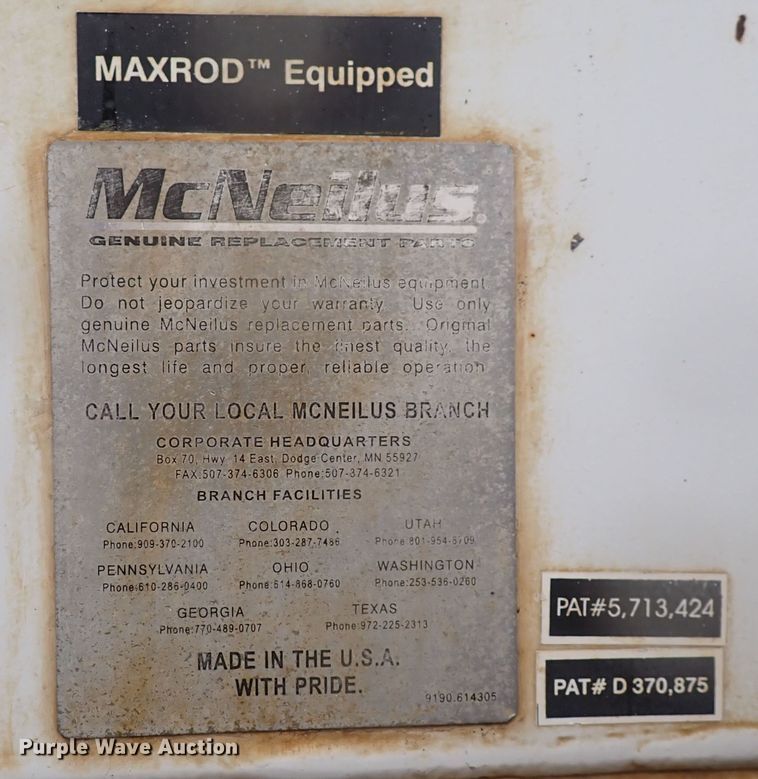 MAXROD™ Equipped
McNeilus®
GENUINE REPLACEMENT PARTS
Protect your investment in McNeilus equipment.
Do not jeopardize your warranty. Use only
genuine McNeilus replacement parts. Original
McNeilus parts insure the finest quality, the
longest life and proper, reliable operation.
CALL YOUR LOCAL MCNEILUS BRANCH
CORPORATE HEADQUARTERS
Box 70, Hwy. 14 East, Dodge Center, MN 55927
FAX:507-374-6306 Phone:507-374-6321
BRANCH FACILITIES
CALIFORNIA COLORADO UTAH
Phone:909-370-2100 Phone:303-287-7486 Phone:801-954-8709
PENNSYLVANIA OHIO WASHINGTON
Phone:610-286-0400 Phone:614-868-0760 Phone:253-536-0260
GEORGIA TEXAS
Phone:770-489-0707 Phone:972-225-2313
MADE IN THE U.S.A.
WITH PRIDE.
9190.614305
PAT#5,713,424
PAT# D 370,875
Purple Wave Auction